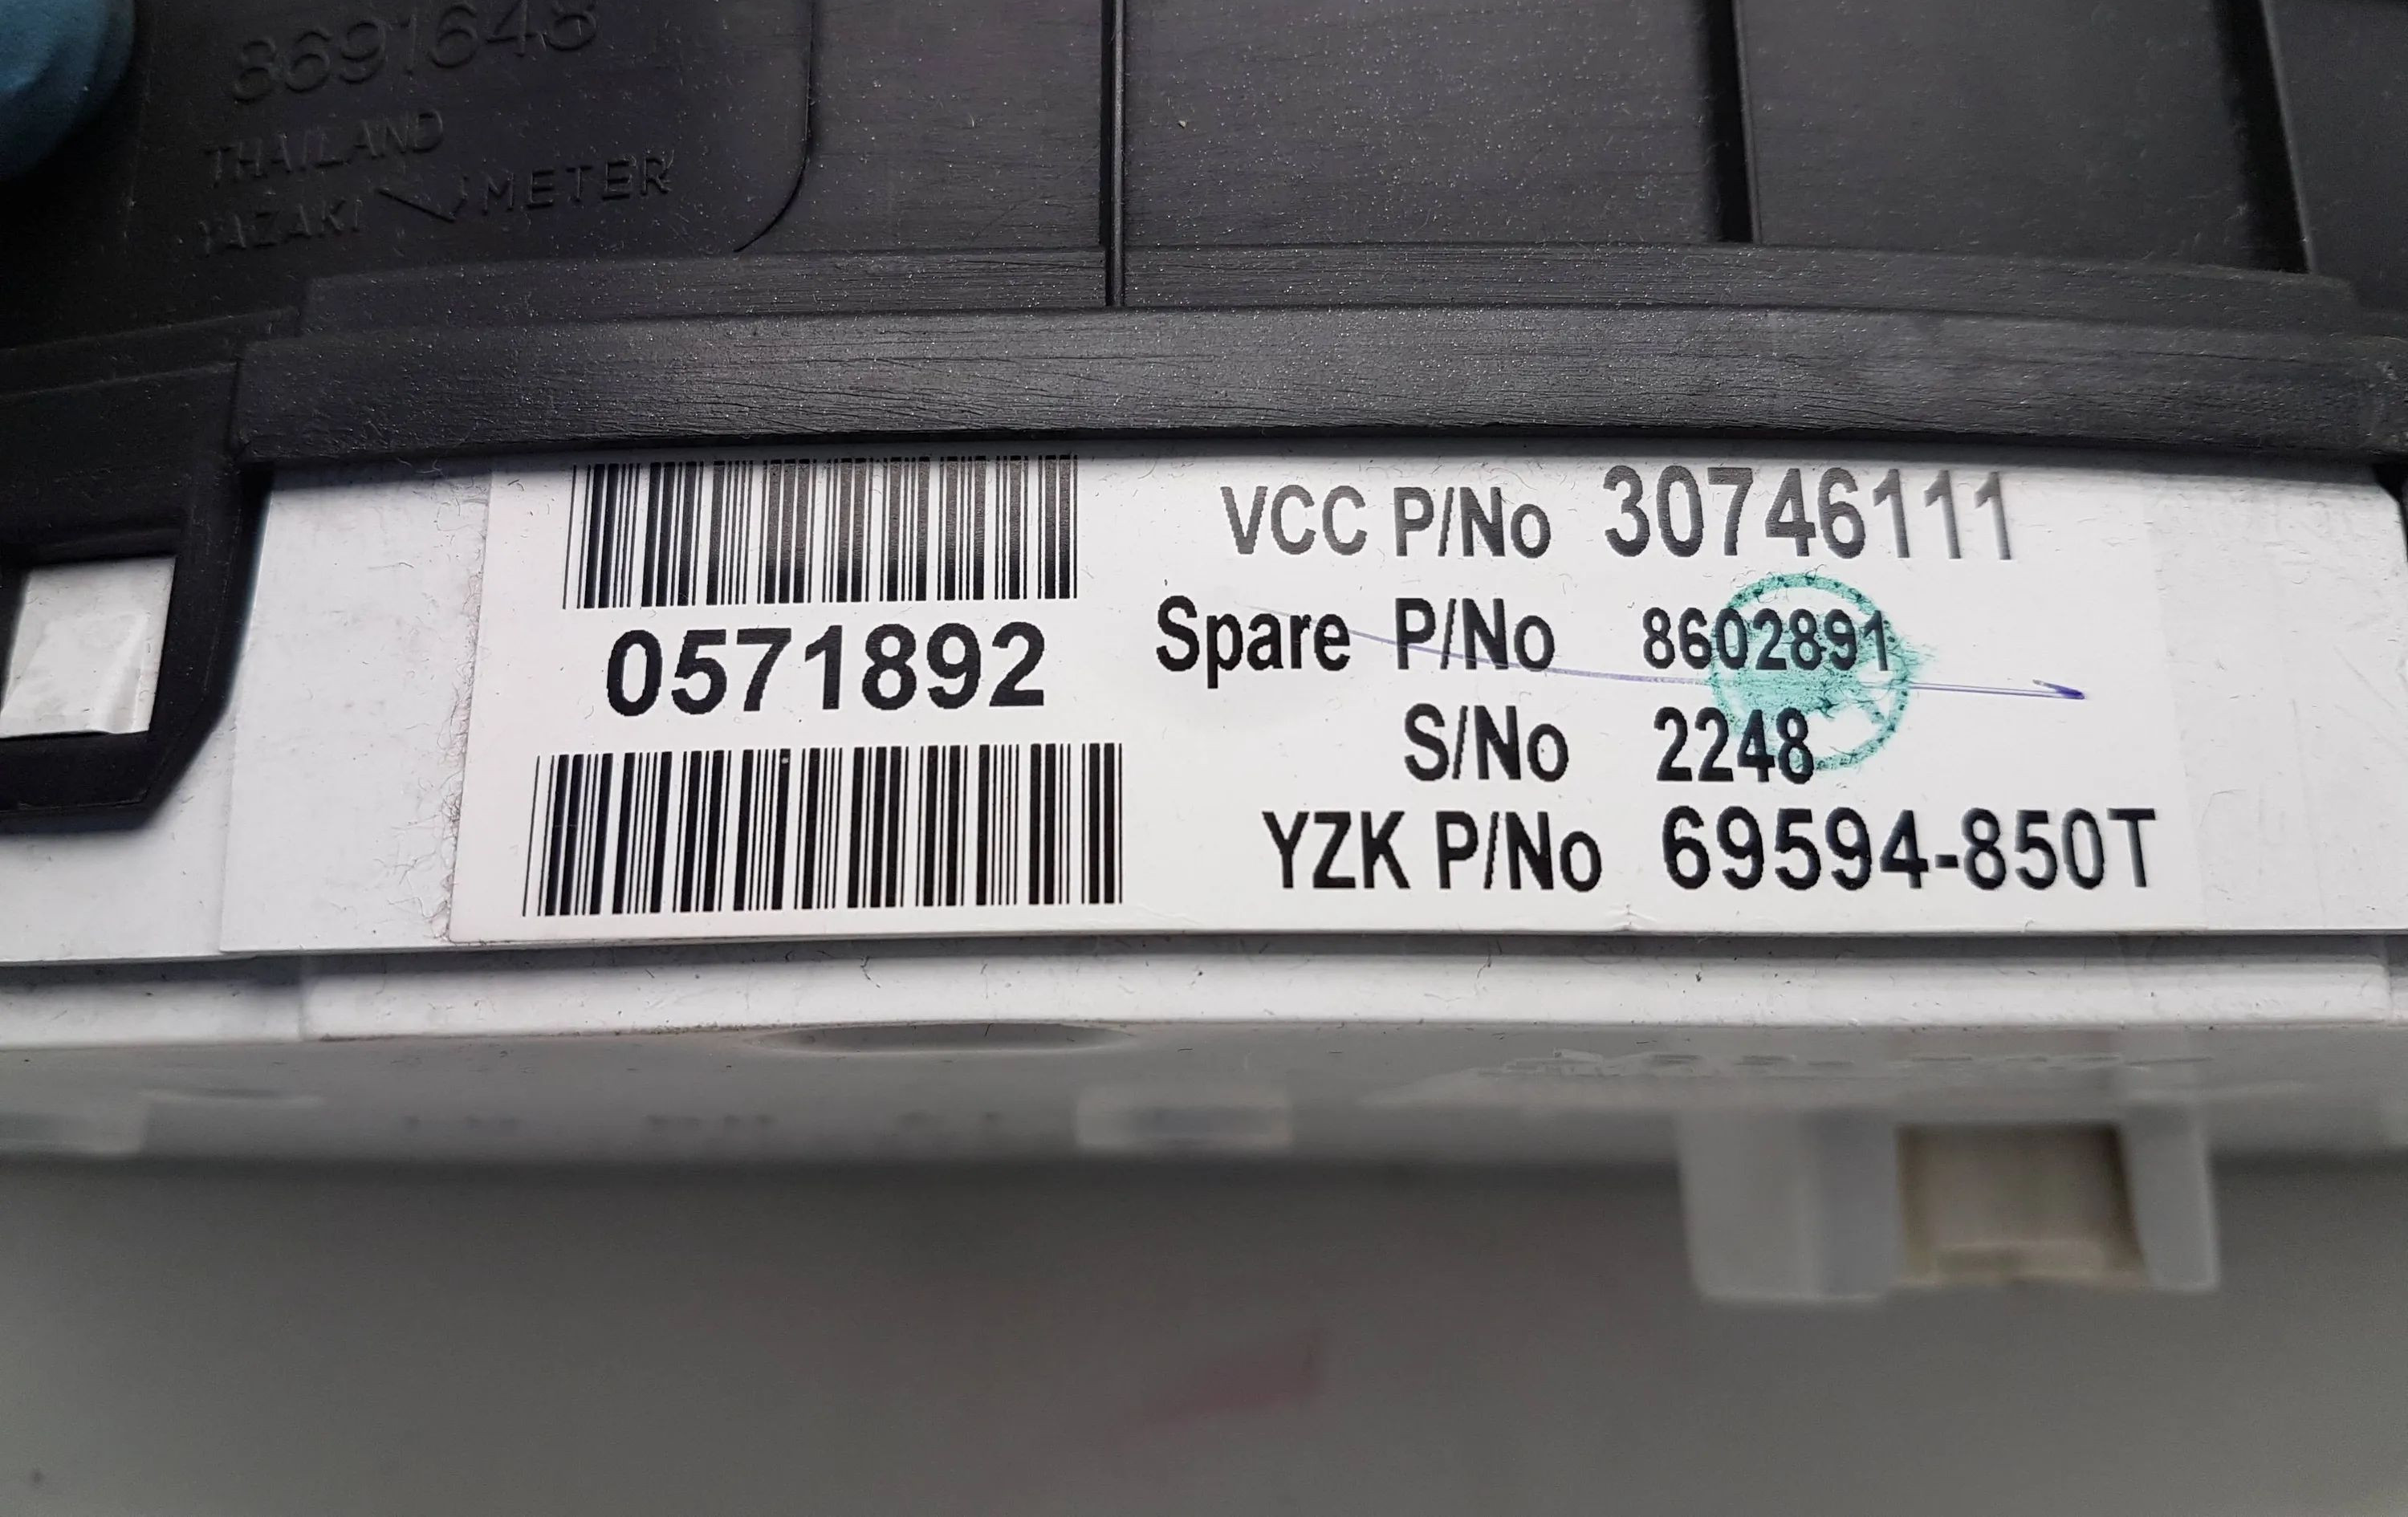 8691648
THAILAND
YAZAKI METER
0571892
VCC P/No 30746111
Spare P/No 8602891
S/No 2248
YZK P/No 69594-850T